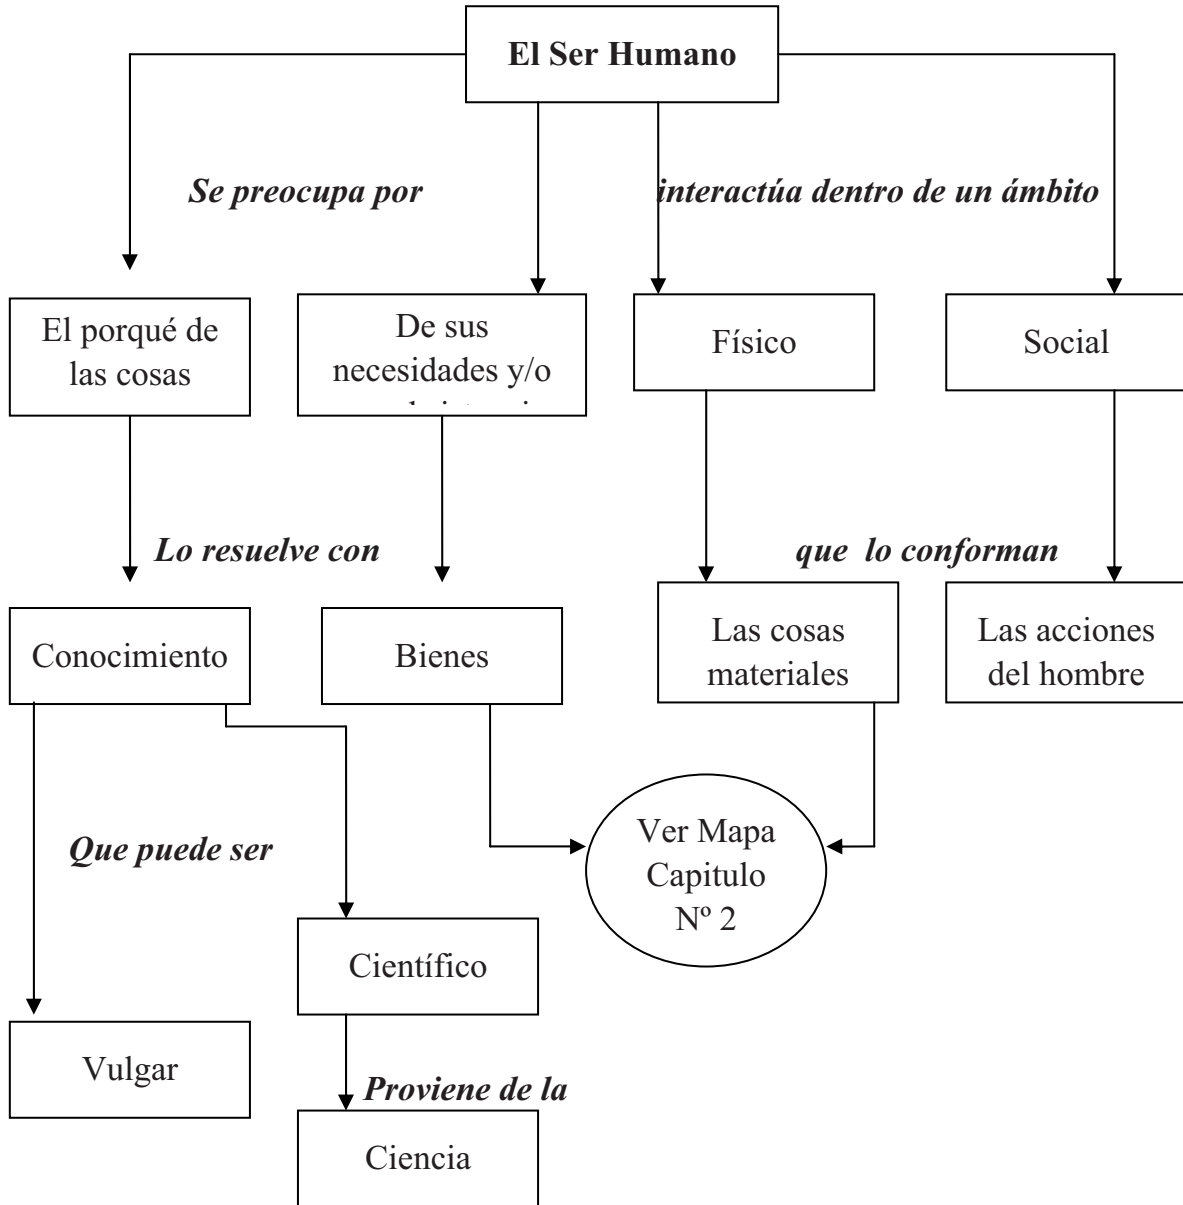 El Ser Humano
Se preocupa por
interactúa dentro de un ámbito
El porqué de
las cosas
De sus
necesidades y/o
Físico
Social
Lo resuelve con
que lo conforman
Conocimiento
Bienes
Las cosas
materiales
Las acciones
del hombre
Que puede ser
Ver Mapa
Capitulo
Nº 2
Científico
Vulgar
Proviene de la
Ciencia